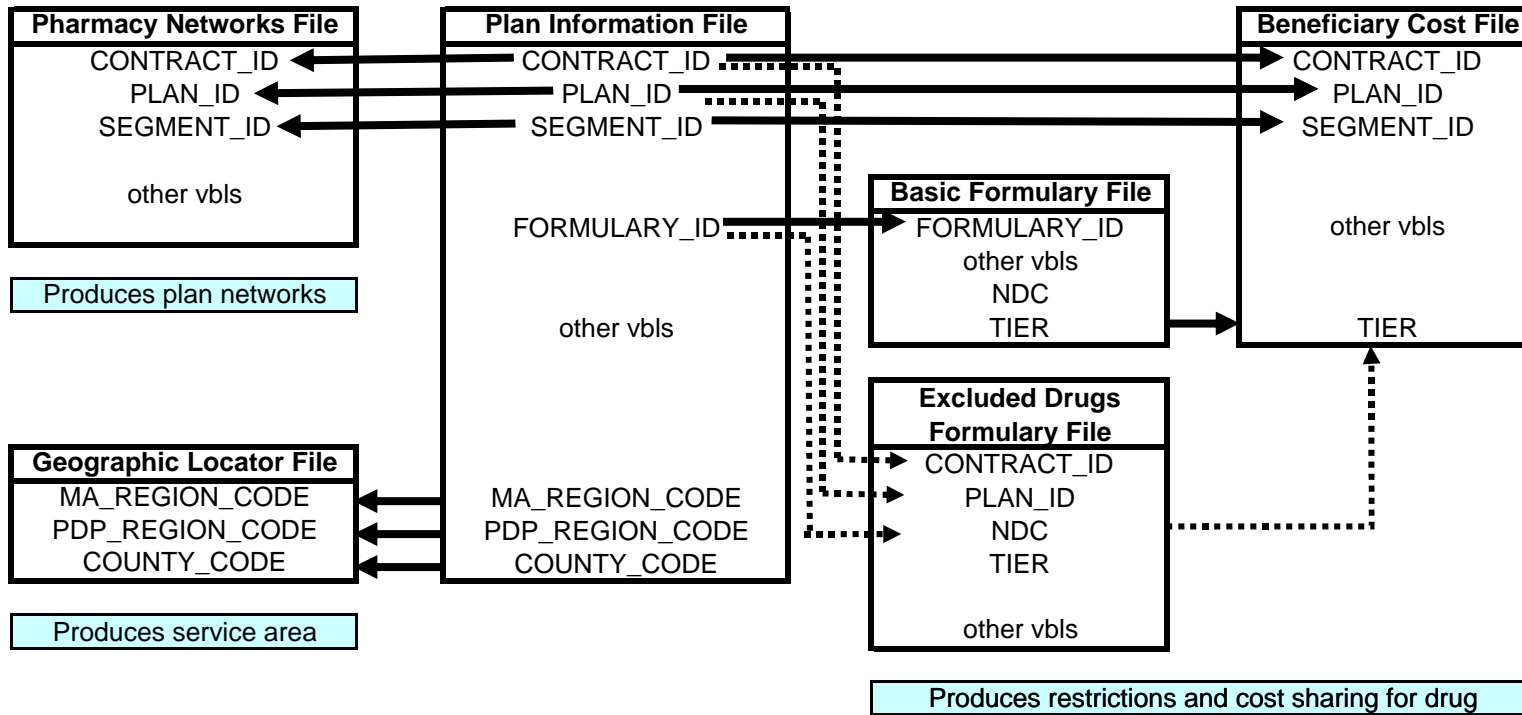 Pharmacy Networks File
CONTRACT_ID
PLAN_ID
SEGMENT_ID
other vbls
Produces plan networks
Geographic Locator File
MA_REGION_CODE
PDP_REGION_CODE
COUNTY_CODE
Produces service area
Plan Information File
CONTRACT_ID
PLAN_ID
SEGMENT_ID
FORMULARY_ID
other vbls
MA_REGION_CODE
PDP_REGION_CODE
COUNTY_CODE
Basic Formulary File
FORMULARY_ID
other vbls
NDC
TIER
Excluded Drugs
Formulary File
CONTRACT_ID
PLAN_ID
NDC
TIER
other vbls
Beneficiary Cost File
CONTRACT_ID
PLAN_ID
SEGMENT_ID
other vbls
TIER
Produces restrictions and cost sharing for drug